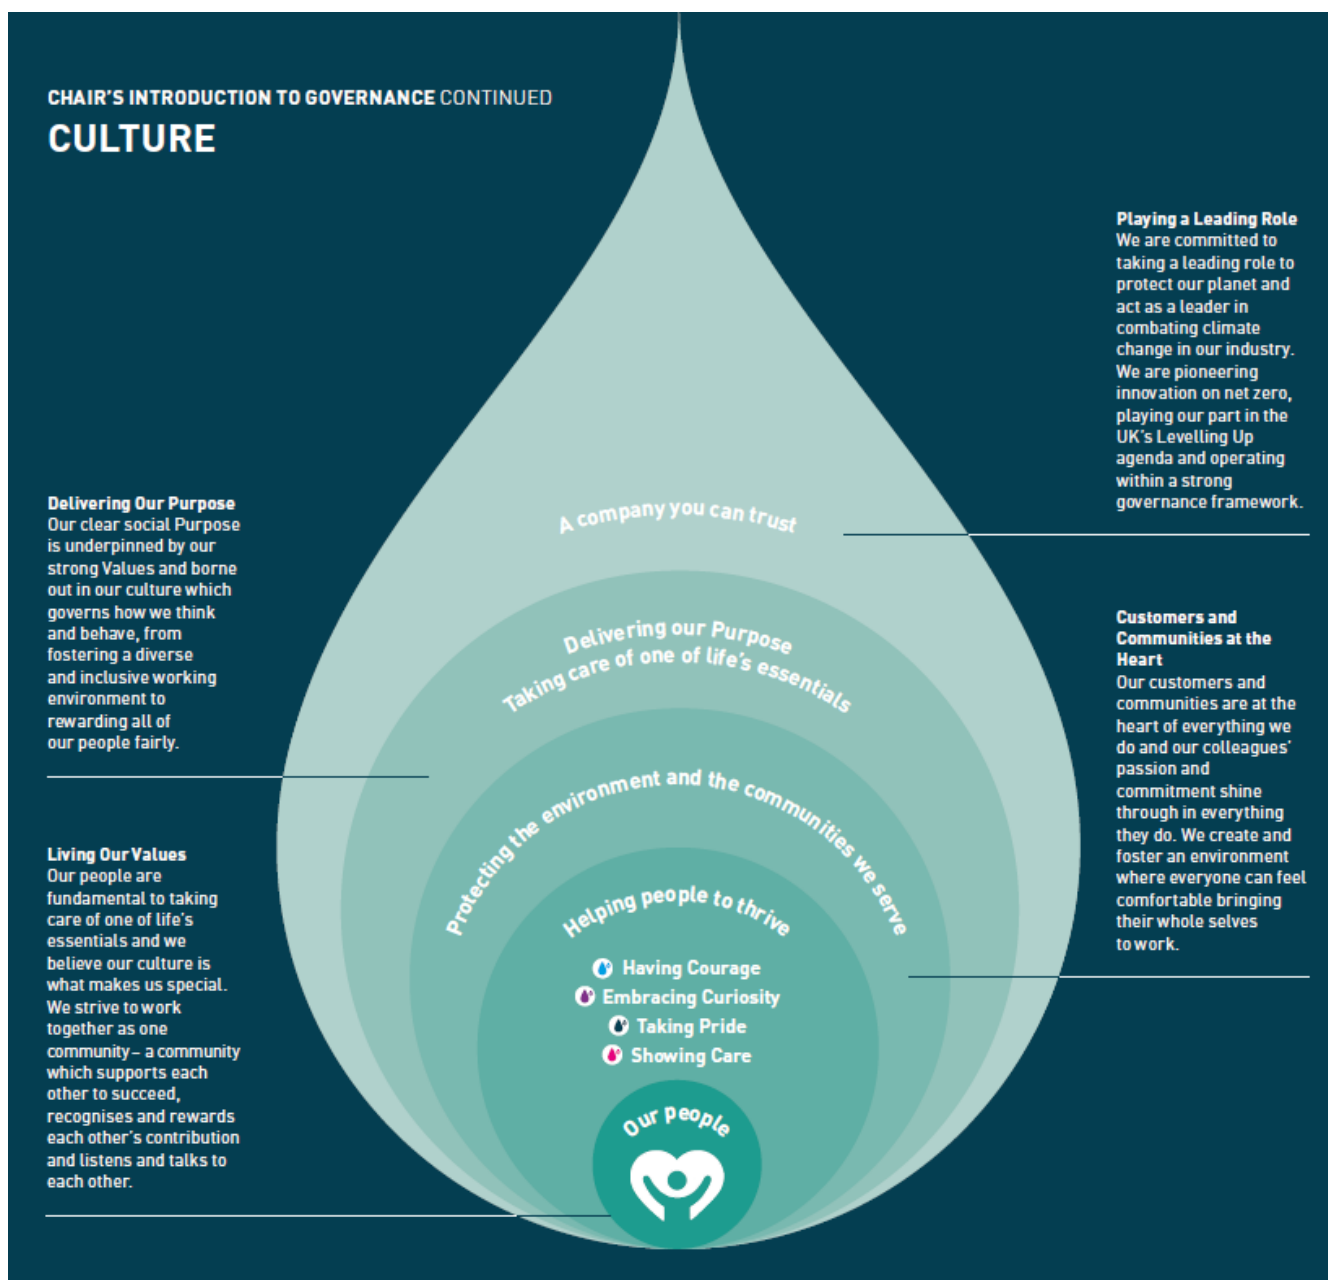 CHAIR'S INTRODUCTION TO GOVERNANCE CONTINUED
CULTURE
Playing a Leading Role
We are committed to
taking a leading role to
protect our planet and
act as a leader in
combating climate
change in our industry.
We are pioneering
innovation on net zero,
playing our part in the
UK's Levelling Up
agenda and operating
within a strong
governance framework.
Delivering Our Purpose
Our clear social Purpose
is underpinned by our
strong Values and borne
out in our culture which
governs how we think
and behave, from
fostering a diverse
and inclusive working
environment to
rewarding all of
our people fairly.
A company you can trust
Delivering our Purpose
Taking care of one of life's essentials
Customers and
Communities at the
Heart
Our customers and
communities are at the
heart of everything we
do and our colleagues'
passion and
commitment shine
through in everything
they do. We create and
foster an environment
where everyone can feel
comfortable bringing
their whole selves
to work.
Protecting the environment and the communities we serve
Living Our Values
Our people are
fundamental to taking
care of one of life's
essentials and we
believe our culture is
what makes us special.
We strive to work
together as one
community – a community
which supports each
other to succeed,
recognises and rewards
each other's contribution
and listens and talks to
each other.
Helping people to thrive
Having Courage
Embracing Curiosity
Taking Pride
Showing Care
Our people